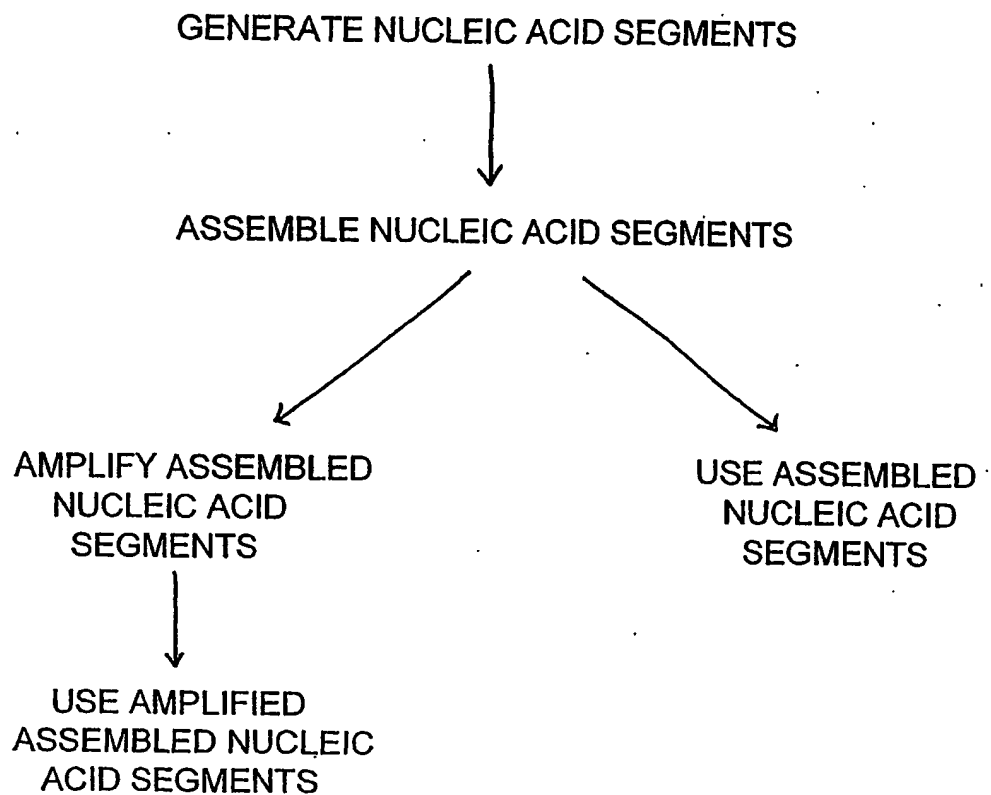 GENERATE NUCLEIC ACID SEGMENTS
ASSEMBLE NUCLEIC ACID SEGMENTS
AMPLIFY ASSEMBLED
NUCLEIC ACID
SEGMENTS
USE ASSEMBLED
NUCLEIC ACID
SEGMENTS
USE AMPLIFIED
ASSEMBLED NUCLEIC
ACID SEGMENTS